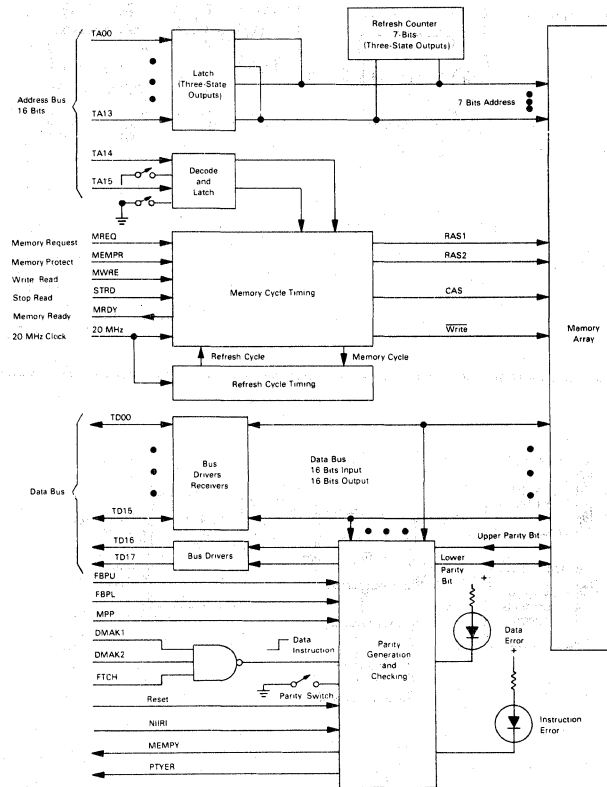 Refresh Counter
7-Bits
(Three-State Outputs)
TA00
Latch
(Three-State
Outputs)
Address Bus
16 Bits
7 Bits Address
TA13
TA14
Decode
and
Latch
TA15
Memory Request
MREQ
RAS1
Memory Protect
MEMPR
RAS2
Write Read
MWRE
Memory Cycle Timing
Stop Read
STRD
CAS
Memory Ready
MRDY
Write
20 MHz Clock
20 MHz
Memory
Array
Refresh Cycle
Memory Cycle
Refresh Cycle Timing
TD00
Bus
Drivers
Receivers
Data Bus
16 Bits Input
16 Bits Output
Data Bus
TD15
TD16
Upper Parity Bit
Bus Drivers
TD17
Lower
Parity
Bit
FBPU
FBPL
MPP
DMAK1
Data
Instruction
DMAK2
FTCH
Parity
Generation
and
Checking
Data
Error
Parity Switch
Reset
NIIRI
Instruction
Error
MEMPY
PTYER
+
+